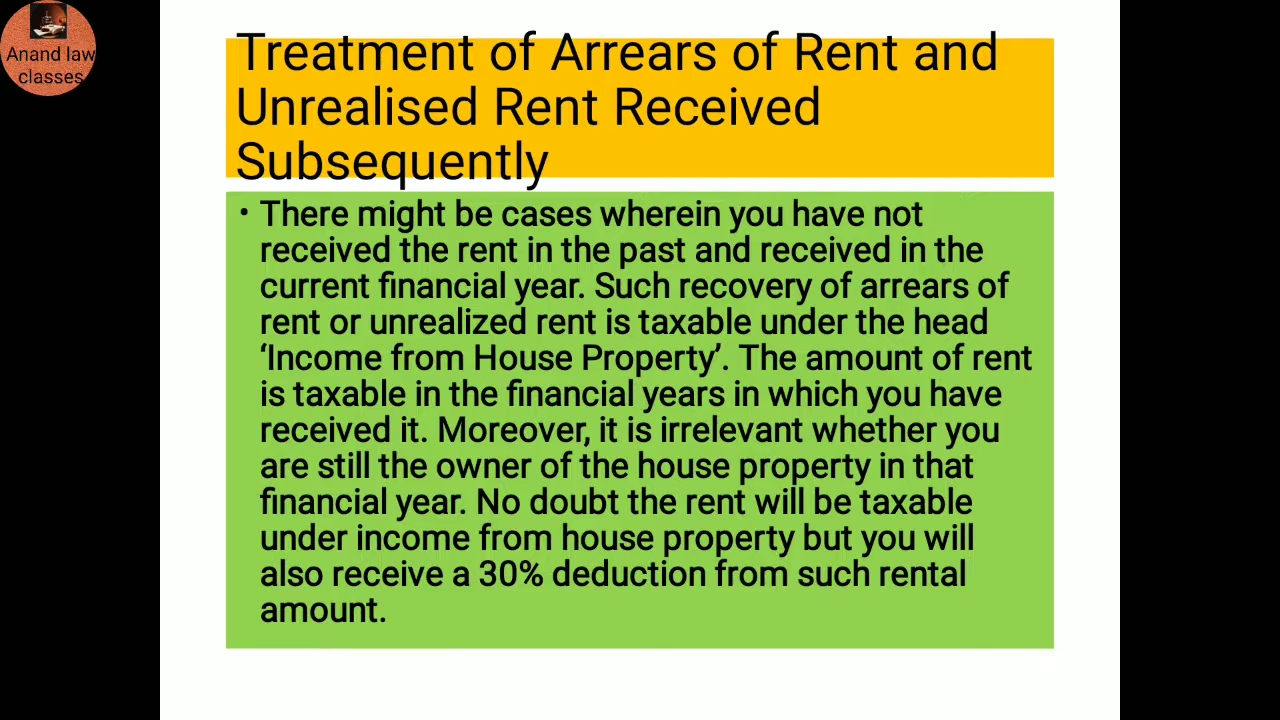 Anand law
classes
Treatment of Arrears of Rent and
Unrealised Rent Received
Subsequently
• There might be cases wherein you have not
received the rent in the past and received in the
current financial year. Such recovery of arrears of
rent or unrealized rent is taxable under the head
‘Income from House Property’. The amount of rent
is taxable in the financial years in which you have
received it. Moreover, it is irrelevant whether you
are still the owner of the house property in that
financial year. No doubt the rent will be taxable
under income from house property but you will
also receive a 30% deduction from such rental
amount.